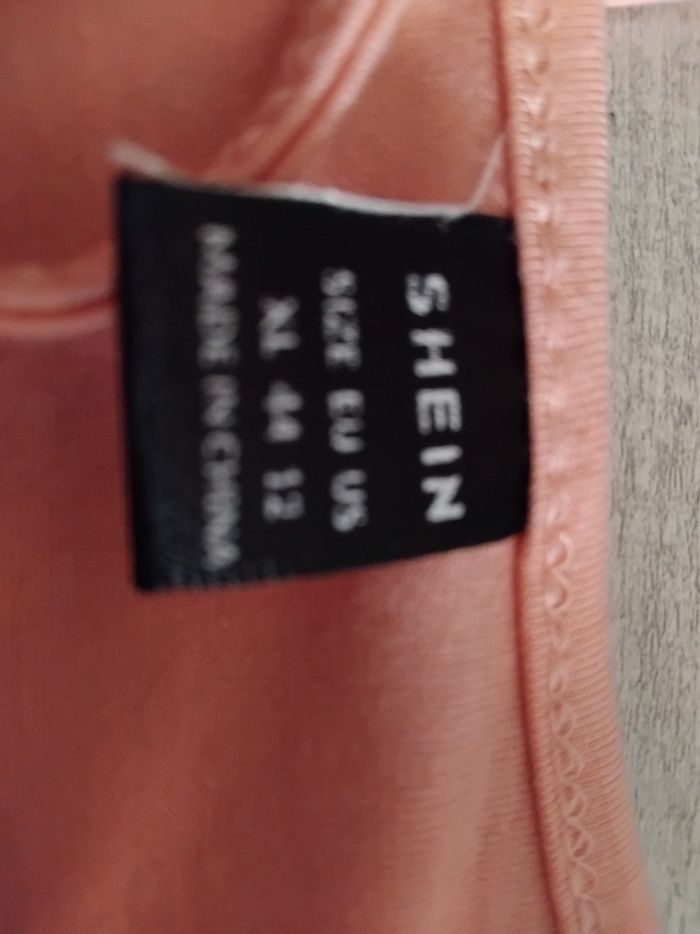 SHEIN
SIZE EU US
XL 44 12
MADE IN CHINA